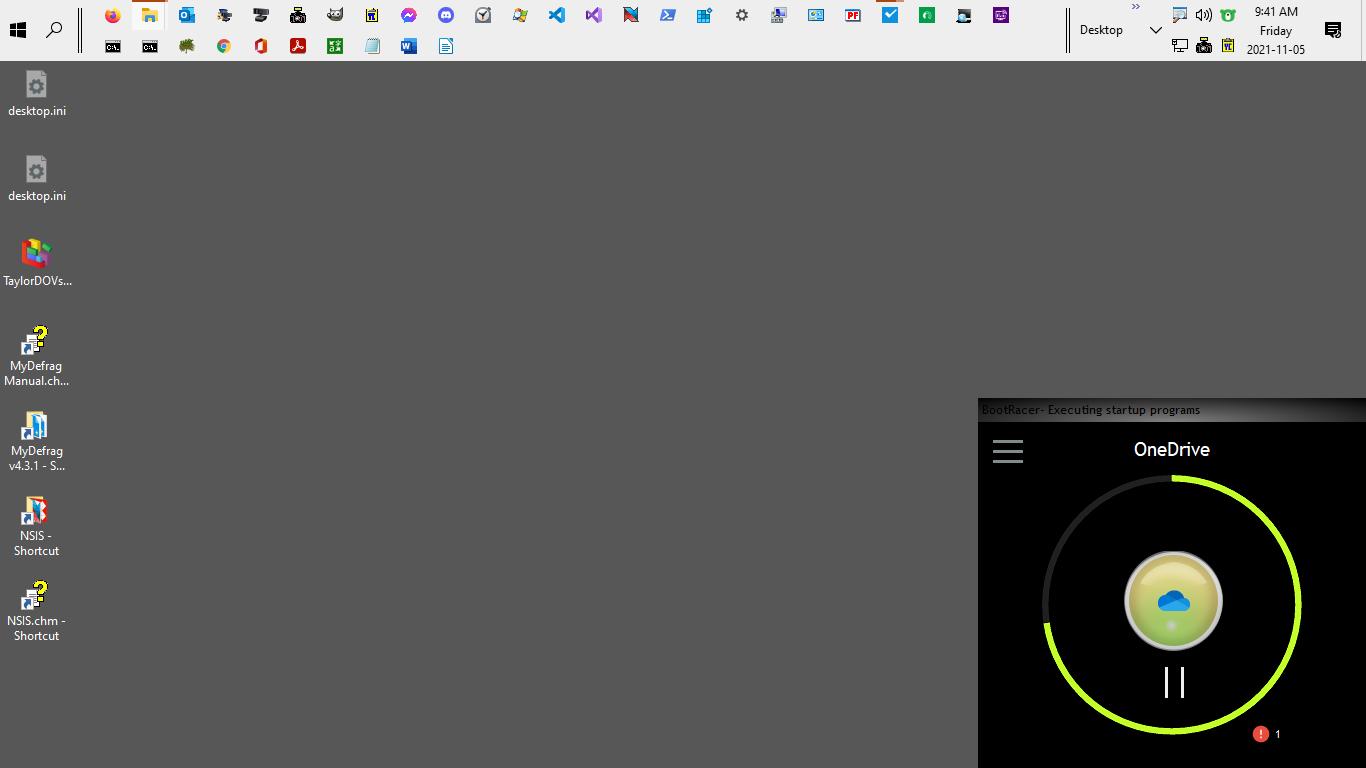 9:41 AM
Desktop
Friday
2021-11-05
desktop.ini
desktop.ini
TaylorDOVs...
MyDefrag
Manual.ch...
MyDefrag
v4.3.1 - S...
NSIS -
Shortcut
NSIS.chm -
Shortcut
BootRacer- Executing startup programs
OneDrive
1